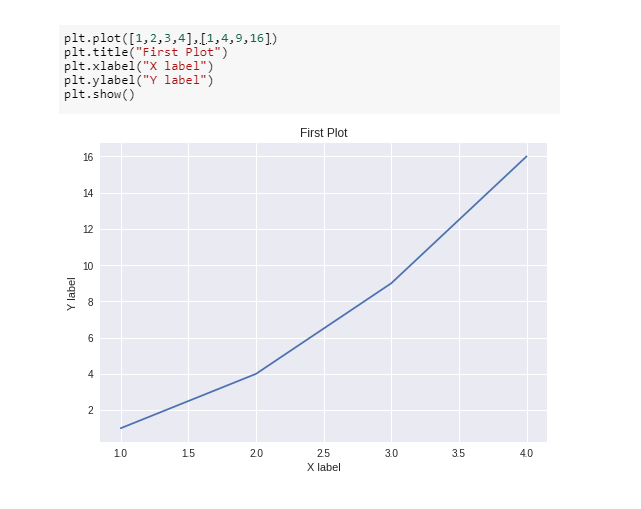 plt.plot([1,2,3,4],[1,4,9,16])
plt.title("First Plot")
plt.xlabel("X label")
plt.ylabel("Y label")
plt.show()
First Plot
16
14
12
10
8
6
4
2
Y label
1.0 1.5 2.0 2.5 3.0 3.5 4.0
X label